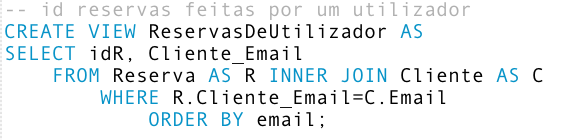 -- id reservas feitas por um utilizador
CREATE VIEW ReservasDeUtilizador AS
SELECT idR, Cliente_Email
FROM Reserva AS R INNER JOIN Cliente AS C
WHERE R.Cliente_Email=C.Email
ORDER BY email;